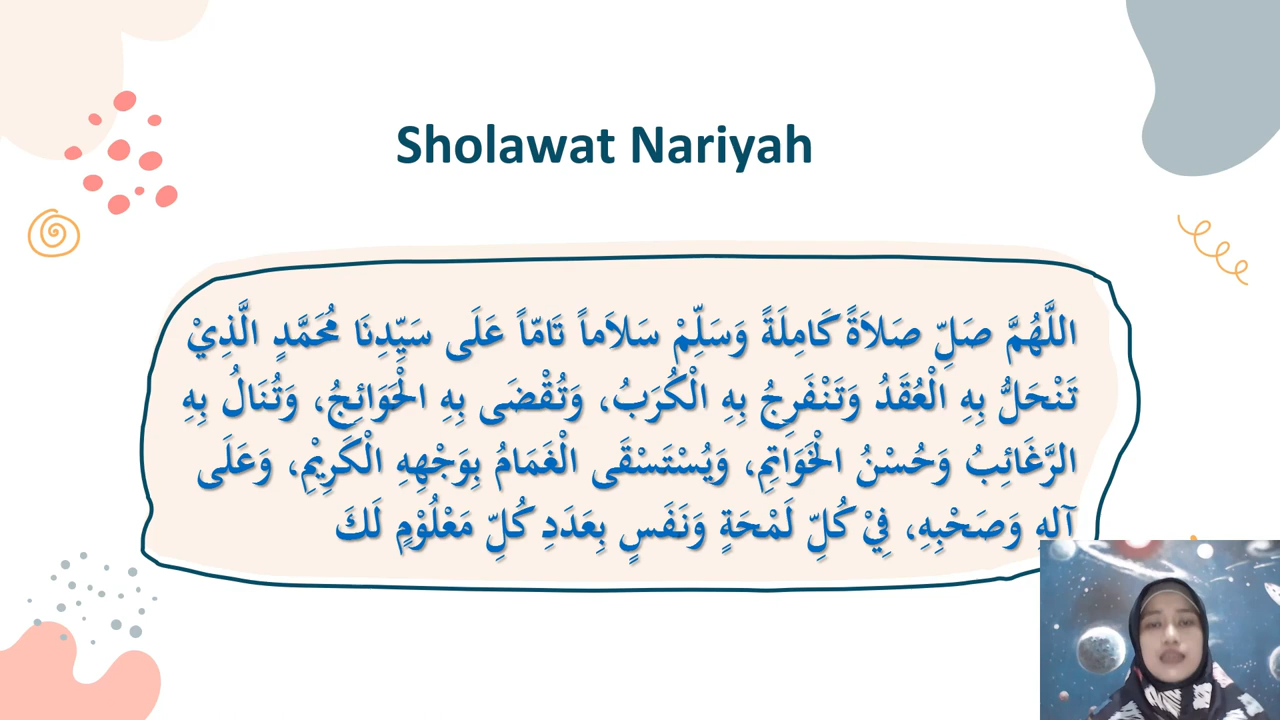 Sholawat Nariyah
اللَّهُمَّ صَلِّ صَلاَةً كَامِلَةً وَسَلِّمْ سَلاَماً تَامّاً عَلَى سَيِّدِنَا مُحَمَّدٍ الَّذِيْ
تَنْحَلُّ بِهِ الْعُقَدُ وَتَنْفَرِجُ بِهِ الْكُرَبُ، وَتُقْضَى بِهِ الْحَوَائِجُ، وَتُنَالُ بِهِ
الرَّغَائِبُ وَحُسْنُ الْخَوَاتِمِ، وَيُسْتَسْقَى الْغَمَامُ بِوَجْهِهِ الْكَرِيْمِ، وَعَلَى
آلِهِ وَصَحْبِهِ، فِيْ كُلِّ لَمْحَةٍ وَنَفَسٍ بِعَدَدِ كُلِّ مَعْلُوْمٍ لَكَ